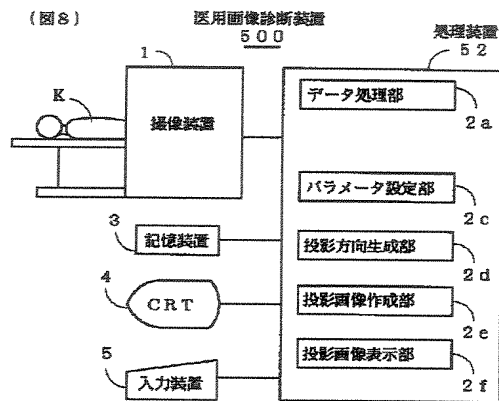 (図8)
医用画像診断装置
500
処理装置
52
1
K
撮像装置
データ処理部
2a
パラメータ設定部
2c
3
記憶装置
投影方向生成部
2d
4
CRT
投影画像作成部
2e
5
入力装置
投影画像表示部
2f